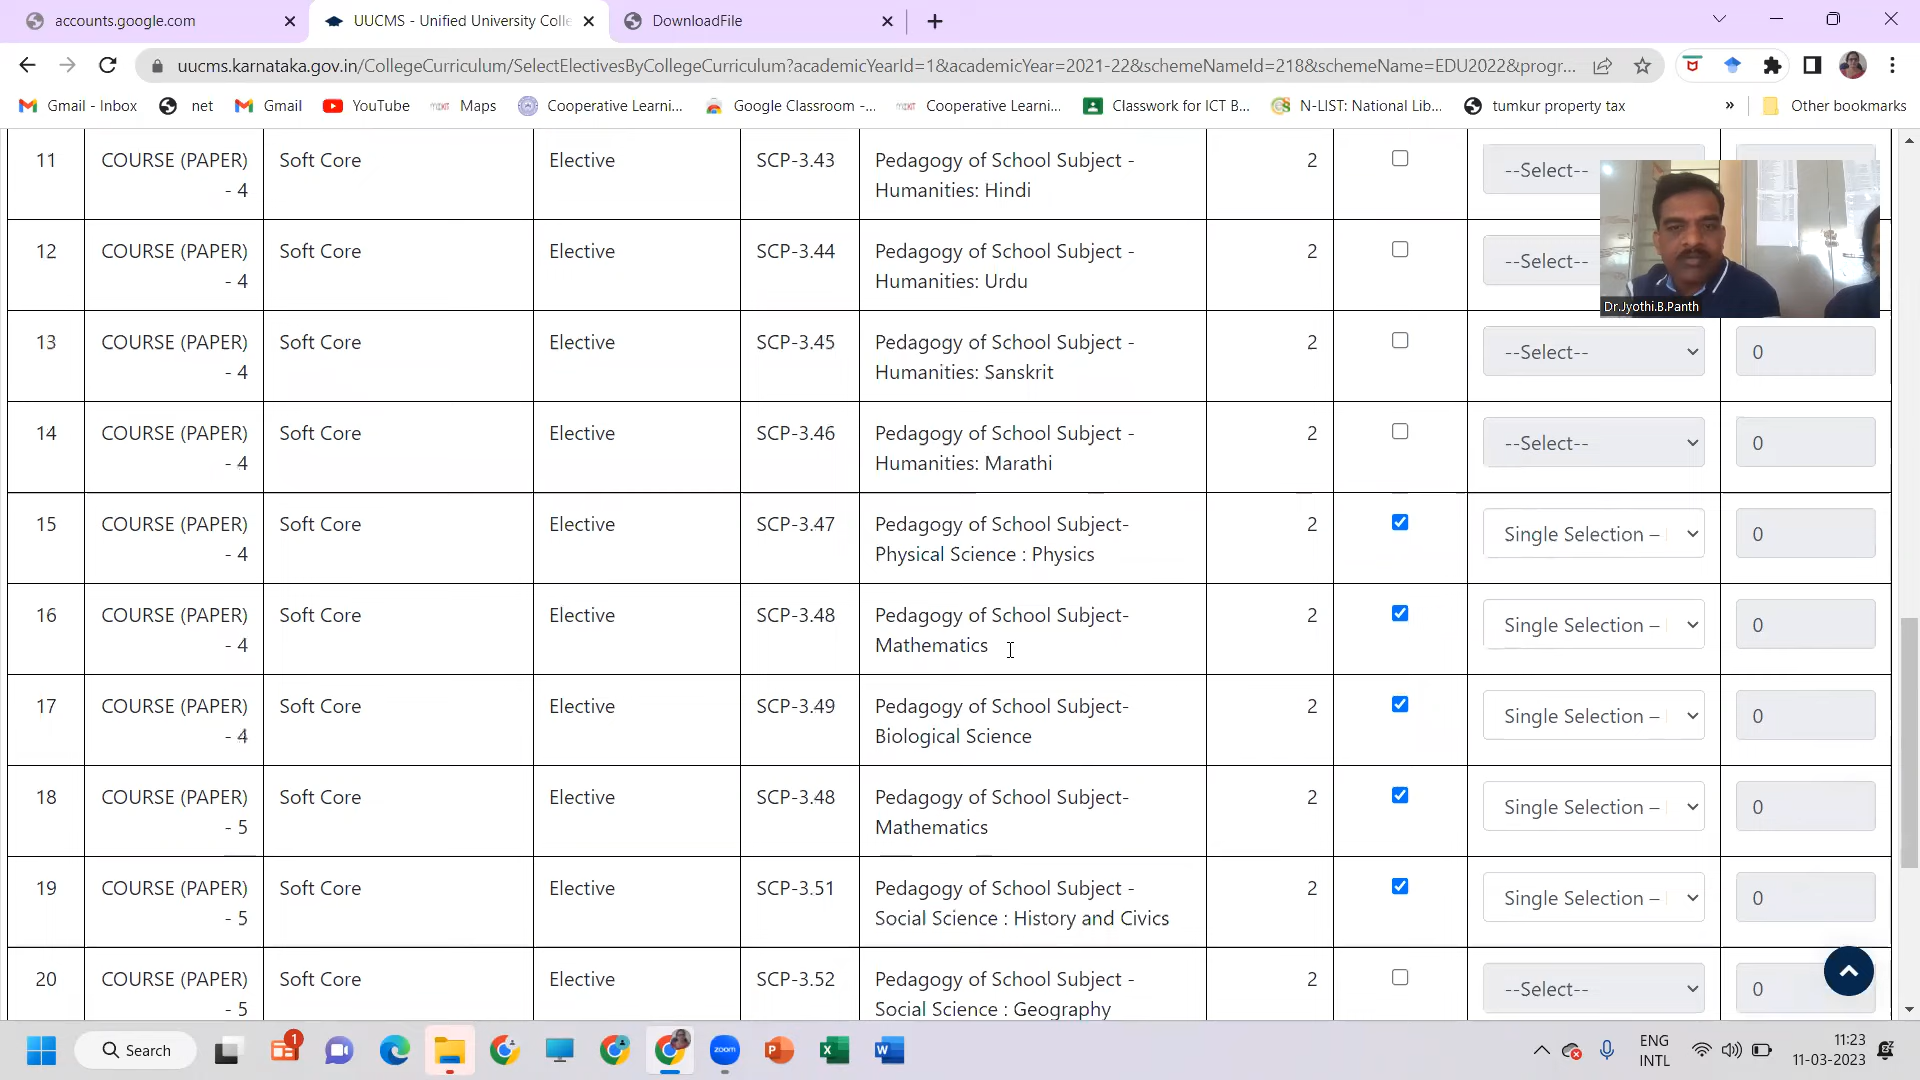 accounts.google.com
UUCMS - Unified University Colle
DownloadFile
uucms.karnataka.gov.in/CollegeCurriculum/SelectElectivesByCollegeCurriculum?academicYearId=1&academicYear=2021-22&schemeNameId=218&schemeName=EDU2022&progr...
Gmail - Inbox
net
Gmail
YouTube
Maps
Cooperative Learni...
Google Classroom -...
Cooperative Learni...
Classwork for ICT B...
N-LIST: National Lib...
tumkur property tax
»
Other bookmarks
11 COURSE (PAPER) Soft Core Elective SCP-3.43 Pedagogy of School Subject - 2 --Select--
- 4 Humanities: Hindi
12 COURSE (PAPER) Soft Core Elective SCP-3.44 Pedagogy of School Subject - 2 --Select--
- 4 Humanities: Urdu
Dr.Jyothi.B.Panth
13 COURSE (PAPER) Soft Core Elective SCP-3.45 Pedagogy of School Subject - 2 --Select-- 0
- 4 Humanities: Sanskrit
14 COURSE (PAPER) Soft Core Elective SCP-3.46 Pedagogy of School Subject - 2 --Select-- 0
- 4 Humanities: Marathi
15 COURSE (PAPER) Soft Core Elective SCP-3.47 Pedagogy of School Subject- 2 Single Selection – 0
- 4 Physical Science : Physics
16 COURSE (PAPER) Soft Core Elective SCP-3.48 Pedagogy of School Subject- 2 Single Selection – 0
- 4 Mathematics
17 COURSE (PAPER) Soft Core Elective SCP-3.49 Pedagogy of School Subject- 2 Single Selection – 0
- 4 Biological Science
18 COURSE (PAPER) Soft Core Elective SCP-3.48 Pedagogy of School Subject- 2 Single Selection – 0
- 5 Mathematics
19 COURSE (PAPER) Soft Core Elective SCP-3.51 Pedagogy of School Subject - 2 Single Selection – 0
- 5 Social Science : History and Civics
20 COURSE (PAPER) Soft Core Elective SCP-3.52 Pedagogy of School Subject - 2 --Select-- 0
- 5 Social Science : Geography
Search
1
zoom
ENG
INTL
11:23
11-03-2023